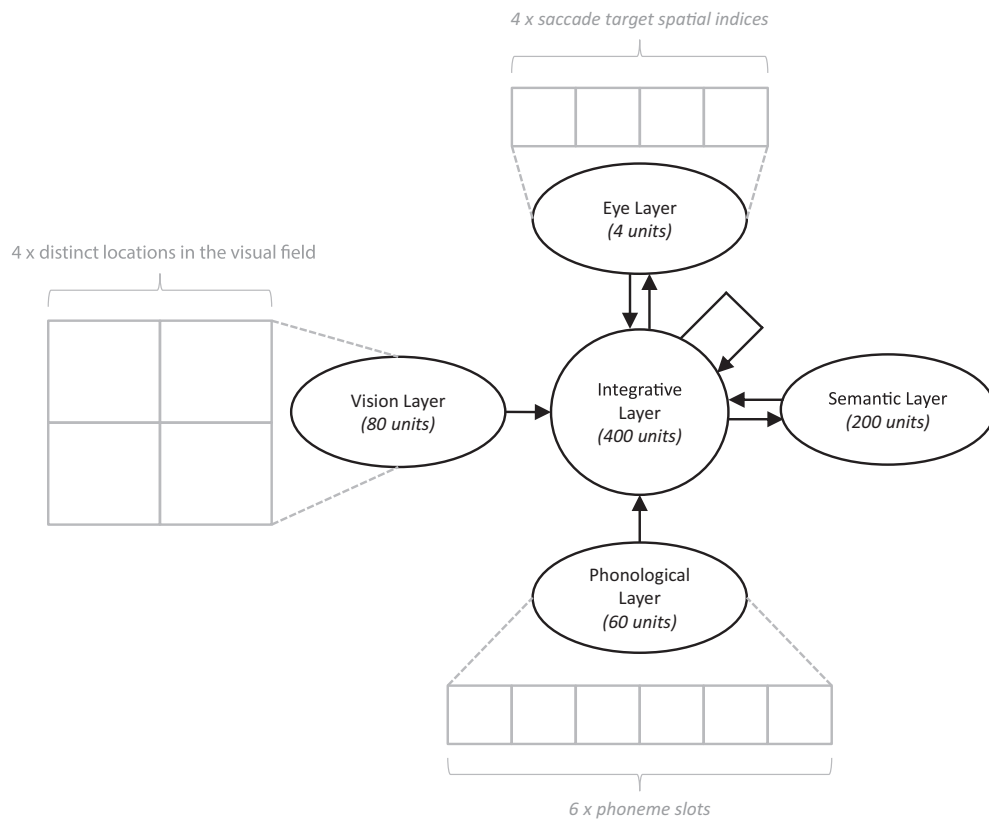 4 x saccade target spatial indices
Eye Layer
(4 units)
4 x distinct locations in the visual field
Vision Layer
(80 units)
Integrative
Layer
(400 units)
Semantic Layer
(200 units)
Phonological
Layer
(60 units)
6 x phoneme slots